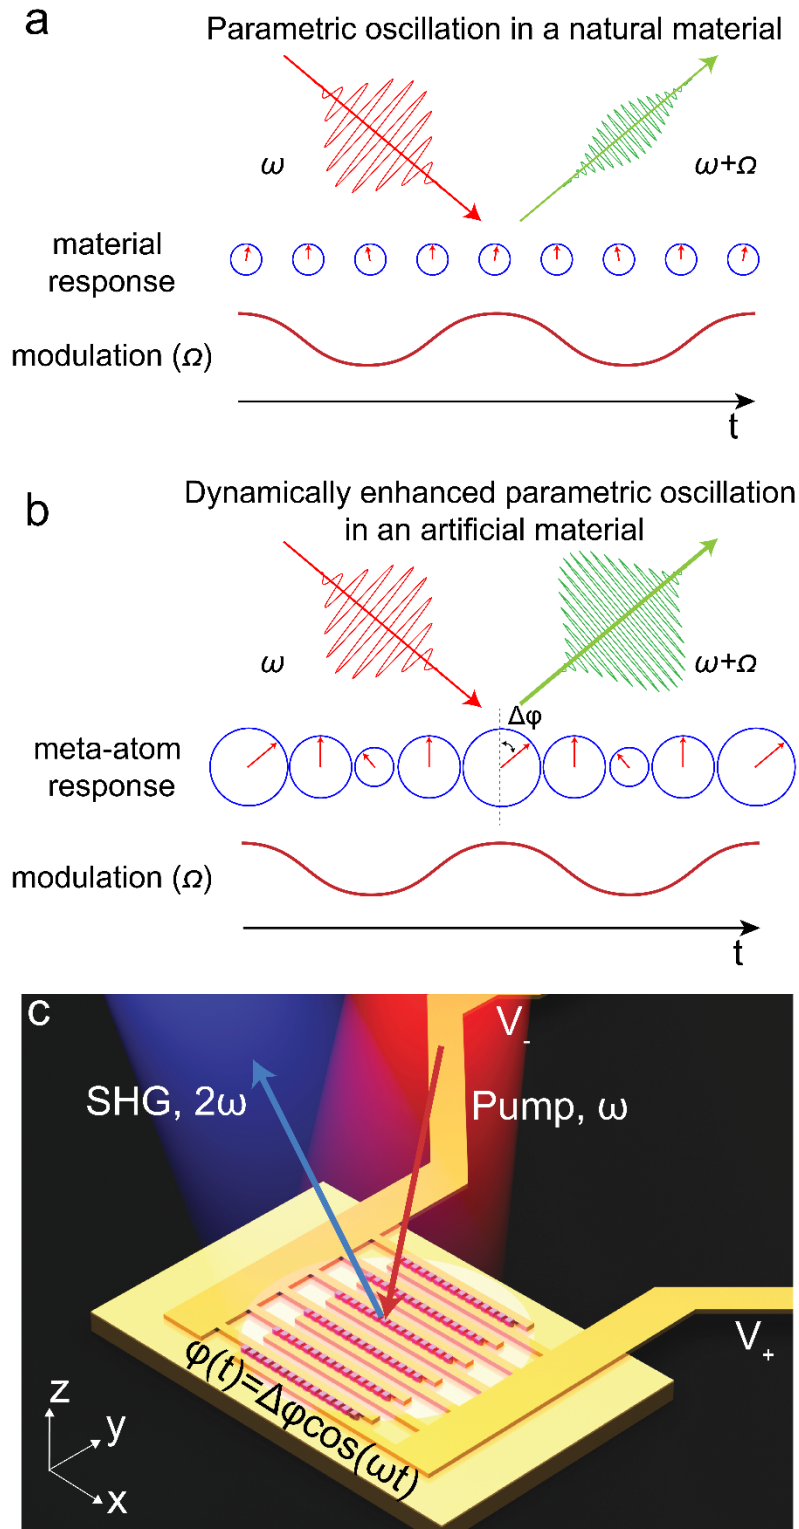 a
Parametric oscillation in a natural material
ω
ω+Ω
material
response
modulation (Ω)
t
b
Dynamically enhanced parametric oscillation
in an artificial material
ω
ω+Ω
Δφ
meta-atom
response
modulation (Ω)
t
c
V-
SHG, 2ω
Pump, ω
V+
φ(t)=Δφcos(ωt)
z
y
x